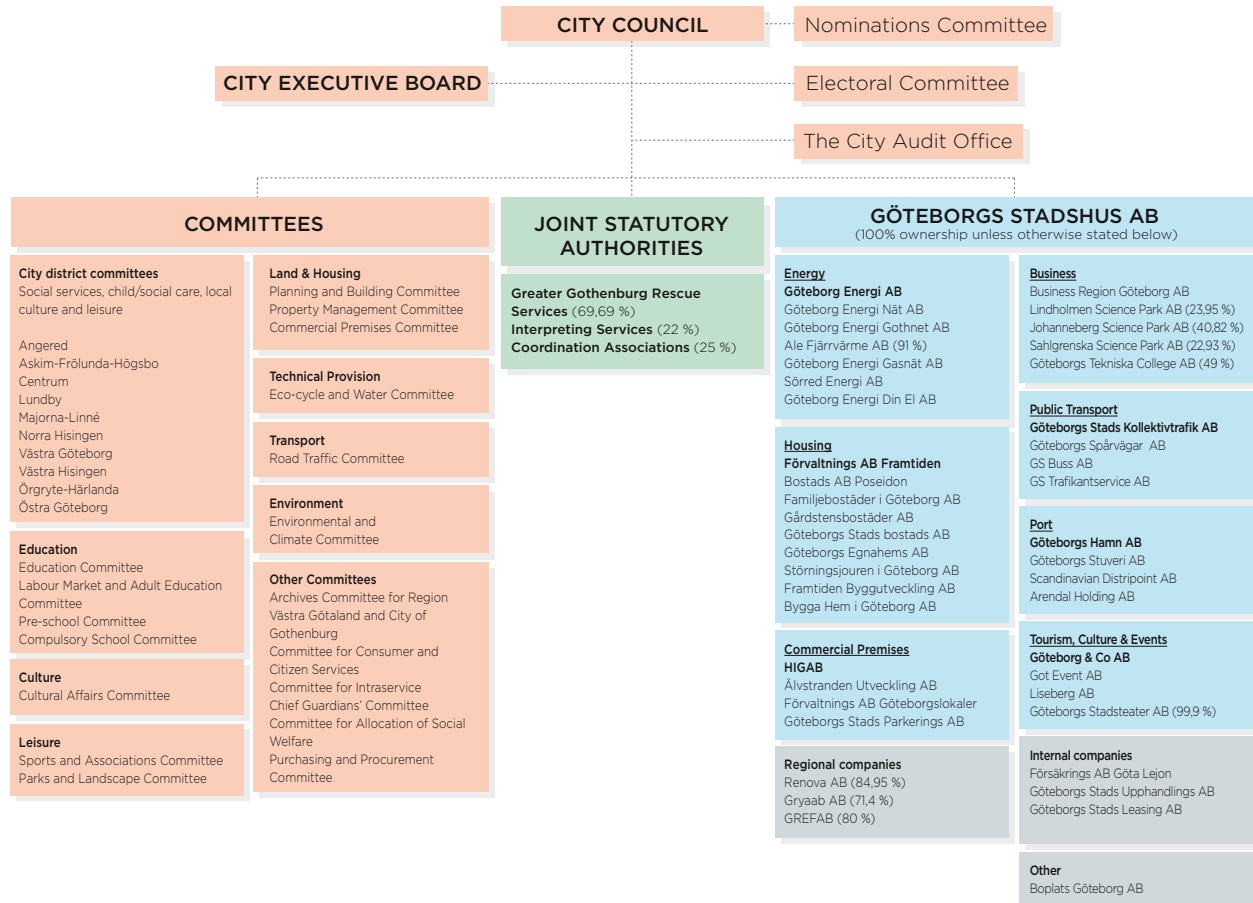 CITY COUNCIL
Nominations Committee
CITY EXECUTIVE BOARD
Electoral Committee
The City Audit Office
COMMITTEES
City district committees
Social services, child/social care, local
culture and leisure
Angered
Askim-Frölunda-Högsbo
Centrum
Lundby
Majorna-Linné
Norra Hisingen
Västra Göteborg
Västra Hisingen
Örgryte-Härlanda
Östra Göteborg
Education
Education Committee
Labour Market and Adult Education
Committee
Pre-school Committee
Compulsory School Committee
Culture
Cultural Affairs Committee
Leisure
Sports and Associations Committee
Parks and Landscape Committee
Land & Housing
Planning and Building Committee
Property Management Committee
Commercial Premises Committee
Technical Provision
Eco-cycle and Water Committee
Transport
Road Traffic Committee
Environment
Environmental and
Climate Committee
Other Committees
Archives Committee for Region
Västra Götaland and City of
Gothenburg
Committee for Consumer and
Citizen Services
Committee for Intraservice
Chief Guardians' Committee
Committee for Allocation of Social
Welfare
Purchasing and Procurement
Committee
JOINT STATUTORY
AUTHORITIES
Greater Gothenburg Rescue
Services (69,69 %)
Interpreting Services (22 %)
Coordination Associations (25 %)
GÖTEBORGS STADSHUS AB
(100% ownership unless otherwise stated below)
Energy
Göteborg Energi AB
Göteborg Energi Nät AB
Göteborg Energi Gothnet AB
Ale Fjärrvärme AB (91 %)
Göteborg Energi Gasnät AB
Sörred Energi AB
Göteborg Energi Din El AB
Housing
Förvaltnings AB Framtiden
Bostads AB Poseidon
Familjebostäder i Göteborg AB
Gårdstensbostäder AB
Göteborgs Stads bostads AB
Göteborgs Egnahems AB
Störningsjouren i Göteborg AB
Framtiden Byggutveckling AB
Bygga Hem i Göteborg AB
Commercial Premises
HIGAB
Älvstranden Utveckling AB
Förvaltnings AB Göteborgslokaler
Göteborgs Stads Parkerings AB
Regional companies
Renova AB (84,95 %)
Gryaab AB (71,4 %)
GREFAB (80 %)
Business
Business Region Göteborg AB
Lindholmen Science Park AB (23,95 %)
Johanneberg Science Park AB (40,82 %)
Sahlgrenska Science Park AB (22,93 %)
Göteborgs Tekniska College AB (49 %)
Public Transport
Göteborgs Stads Kollektivtrafik AB
Göteborgs Spårvägar AB
GS Buss AB
GS Trafikantservice AB
Port
Göteborgs Hamn AB
Göteborgs Stuveri AB
Scandinavian Distripoint AB
Arendal Holding AB
Tourism, Culture & Events
Göteborg & Co AB
Got Event AB
Liseberg AB
Göteborgs Stadsteater AB (99,9 %)
Internal companies
Försäkrings AB Göta Lejon
Göteborgs Stads Upphandlings AB
Göteborgs Stads Leasing AB
Other
Boplats Göteborg AB